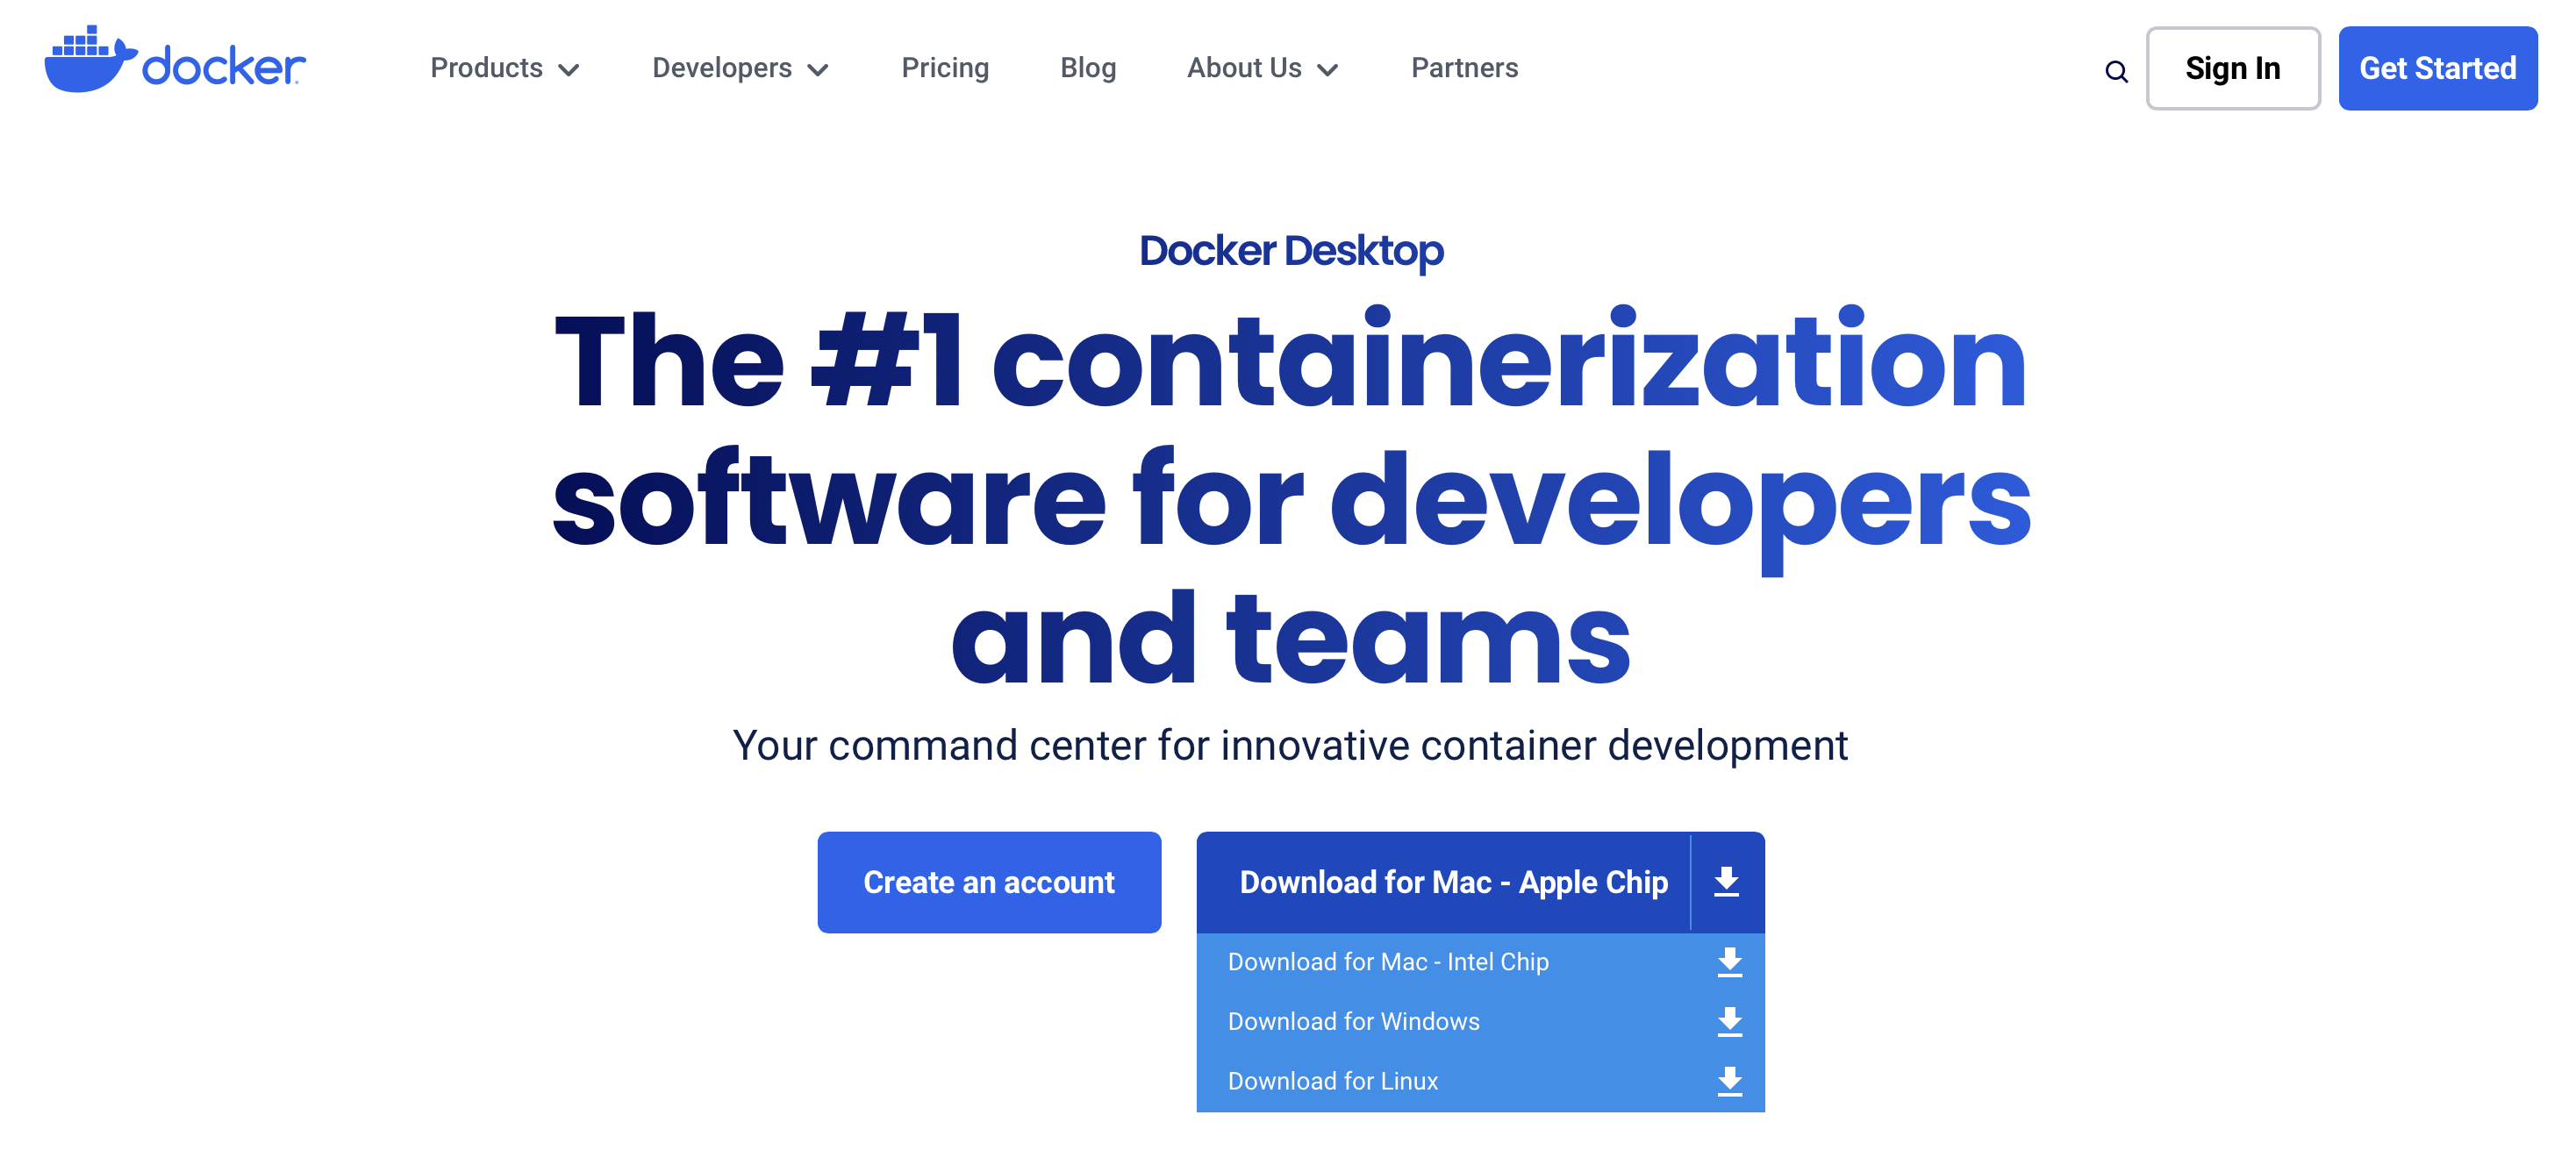 docker
Products
Developers
Pricing
Blog
About Us
Partners
Sign In
Get Started
Docker Desktop
The #1 containerization
software for developers
and teams
Your command center for innovative container development
Create an account
Download for Mac - Apple Chip
Download for Mac - Intel Chip
Download for Windows
Download for Linux